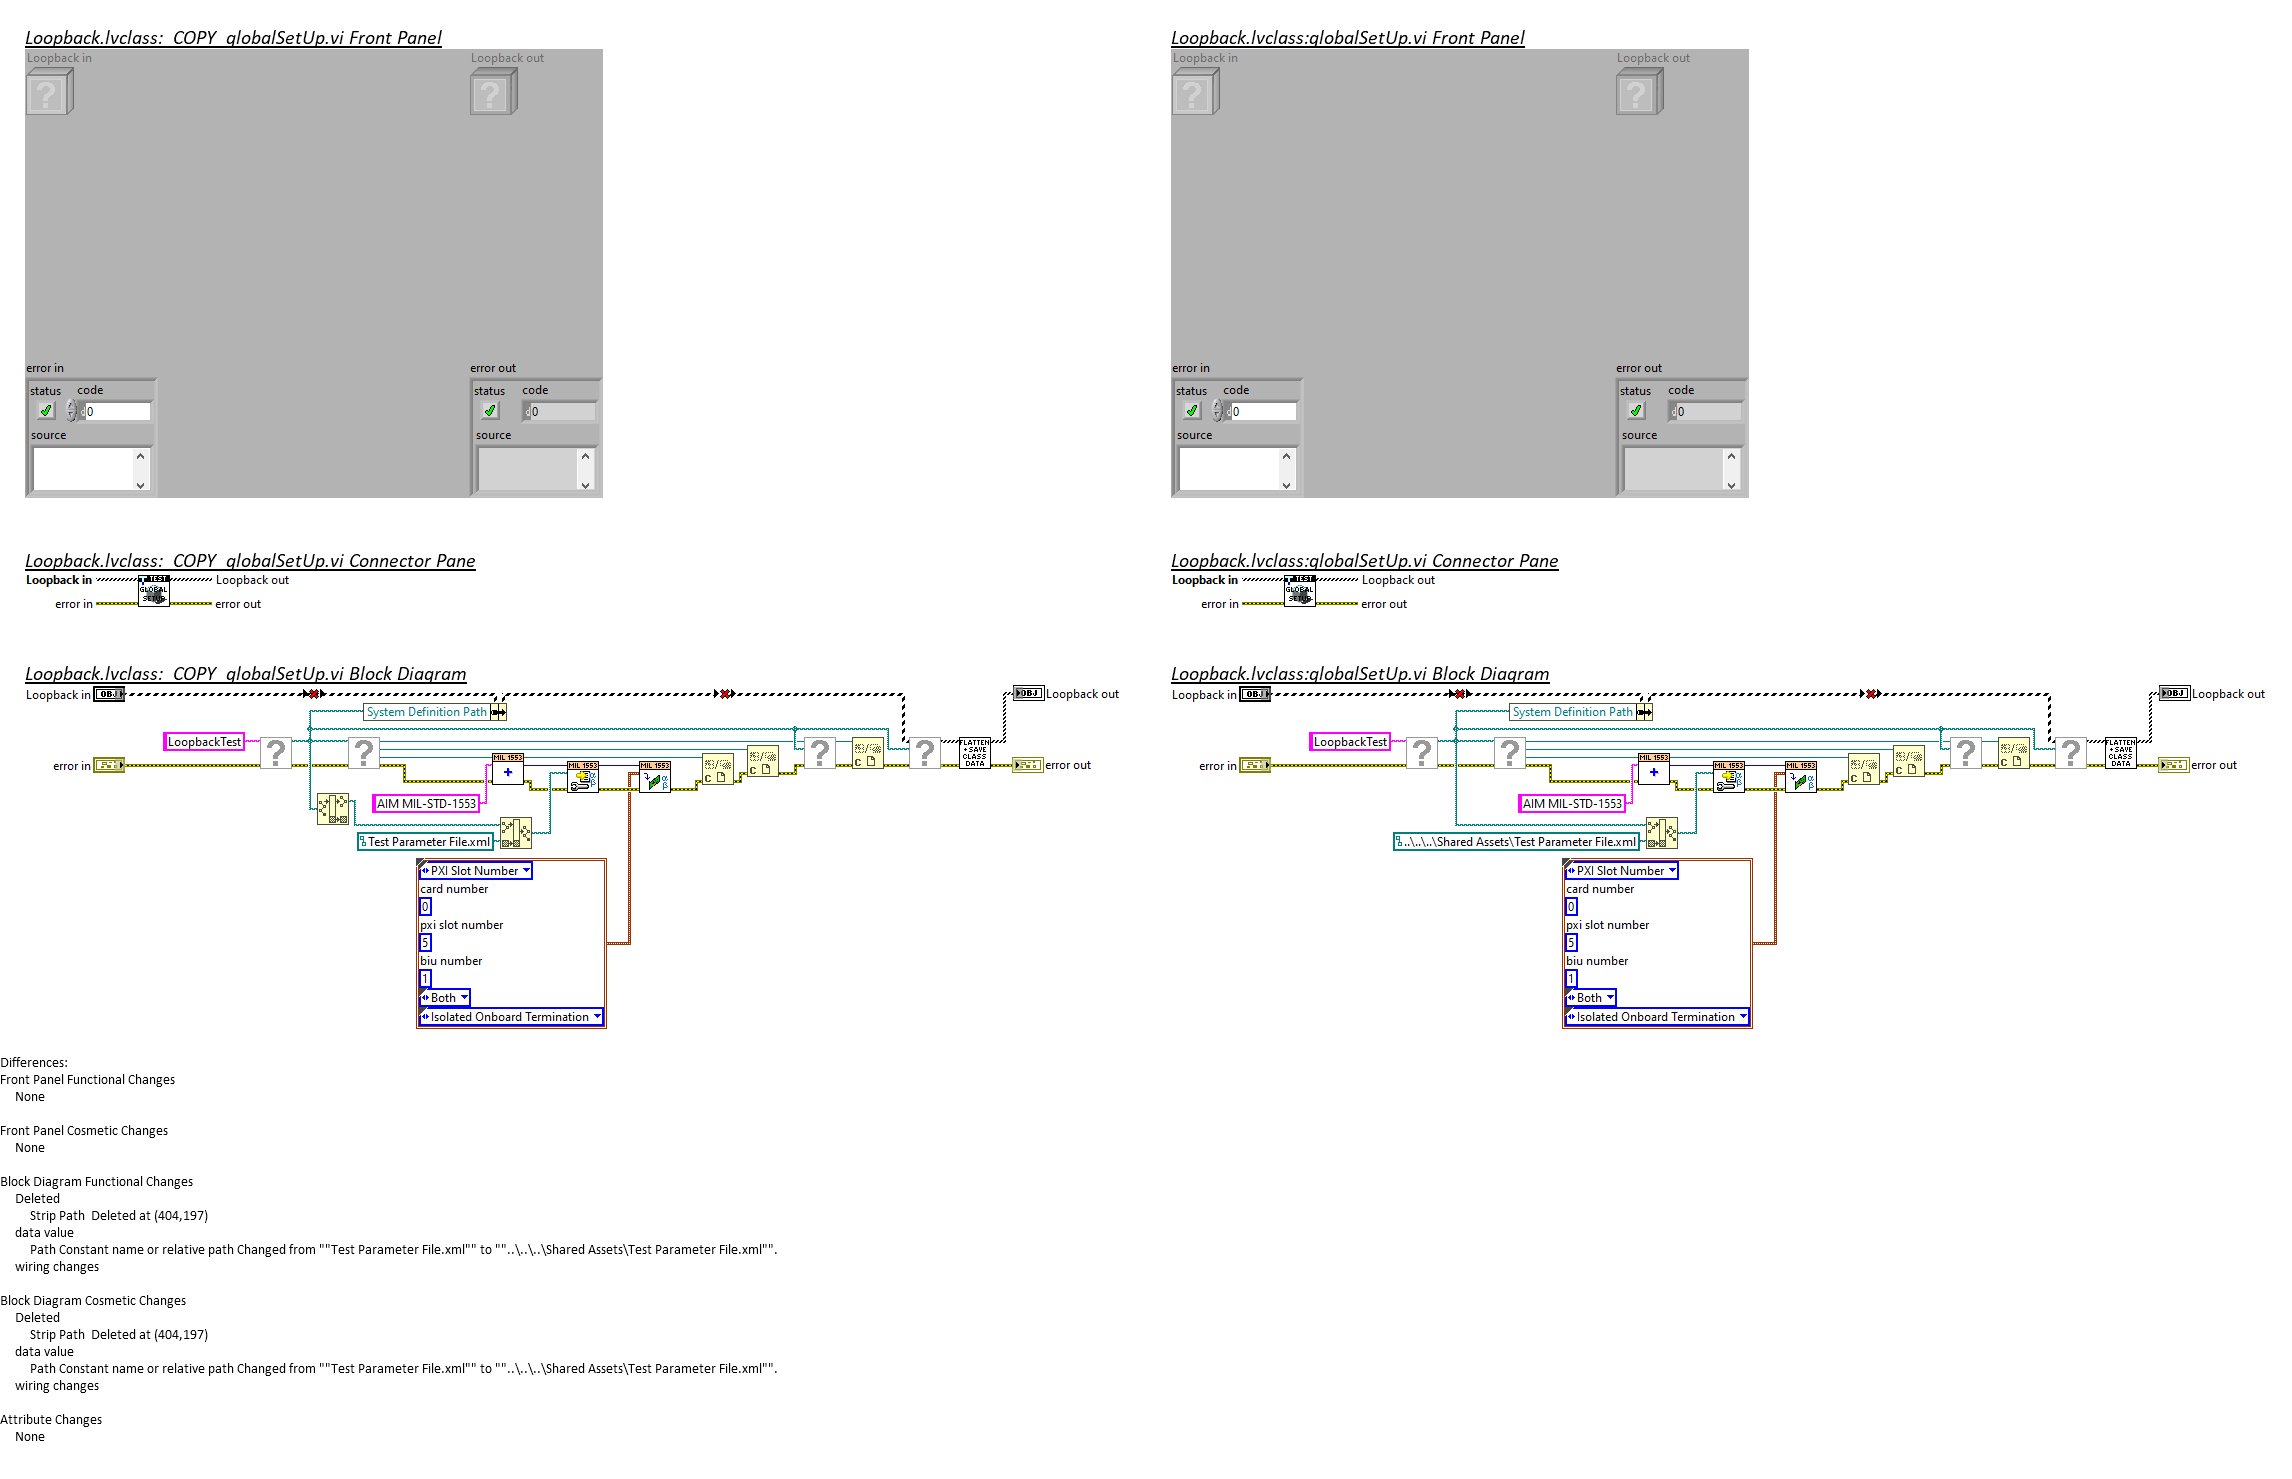 Loopback.lvclass:  COPY  globalSetUp.vi Front Panel
Loopback in
Loopback out
?
?
error in
error out
status code
status code
0
0
source
source
Loopback.lvclass:  COPY  globalSetUp.vi Connector Pane
Loopback in
Loopback out
TEST
GLOBAL
SETUP
error in
error out
Loopback.lvclass:  COPY  globalSetUp.vi Block Diagram
Loopback in
OBJ
OBJ
Loopback out
System Definition Path
LoopbackTest
?
?
?
?
FLATTEN
+ SAVE
CLASS
DATA
MIL 1553
+
MIL 1553
MIL 1553
C
C
C
error in
error out
AIM MIL-STD-1553
Test Parameter File.xml
PXI Slot Number
card number
0
pxi slot number
5
biu number
1
Both
Isolated Onboard Termination
Loopback.lvclass:globalSetUp.vi Front Panel
Loopback in
Loopback out
?
?
error in
error out
status code
status code
0
0
source
source
Loopback.lvclass:globalSetUp.vi Connector Pane
Loopback in
Loopback out
TEST
GLOBAL
SETUP
error in
error out
Loopback.lvclass:globalSetUp.vi Block Diagram
Loopback in
OBJ
OBJ
Loopback out
System Definition Path
LoopbackTest
?
?
?
?
FLATTEN
+ SAVE
CLASS
DATA
MIL 1553
+
MIL 1553
MIL 1553
C
C
C
error in
error out
AIM MIL-STD-1553
..\..\..\Shared Assets\Test Parameter File.xml
PXI Slot Number
card number
0
pxi slot number
5
biu number
1
Both
Isolated Onboard Termination
Differences:
Front Panel Functional Changes
None
Front Panel Cosmetic Changes
None
Block Diagram Functional Changes
Deleted
Strip Path  Deleted at (404,197)
data value
Path Constant name or relative path Changed from ""Test Parameter File.xml"" to ""..\..\..\Shared Assets\Test Parameter File.xml"".
wiring changes
Block Diagram Cosmetic Changes
Deleted
Strip Path  Deleted at (404,197)
data value
Path Constant name or relative path Changed from ""Test Parameter File.xml"" to ""..\..\..\Shared Assets\Test Parameter File.xml"".
wiring changes
Attribute Changes
None